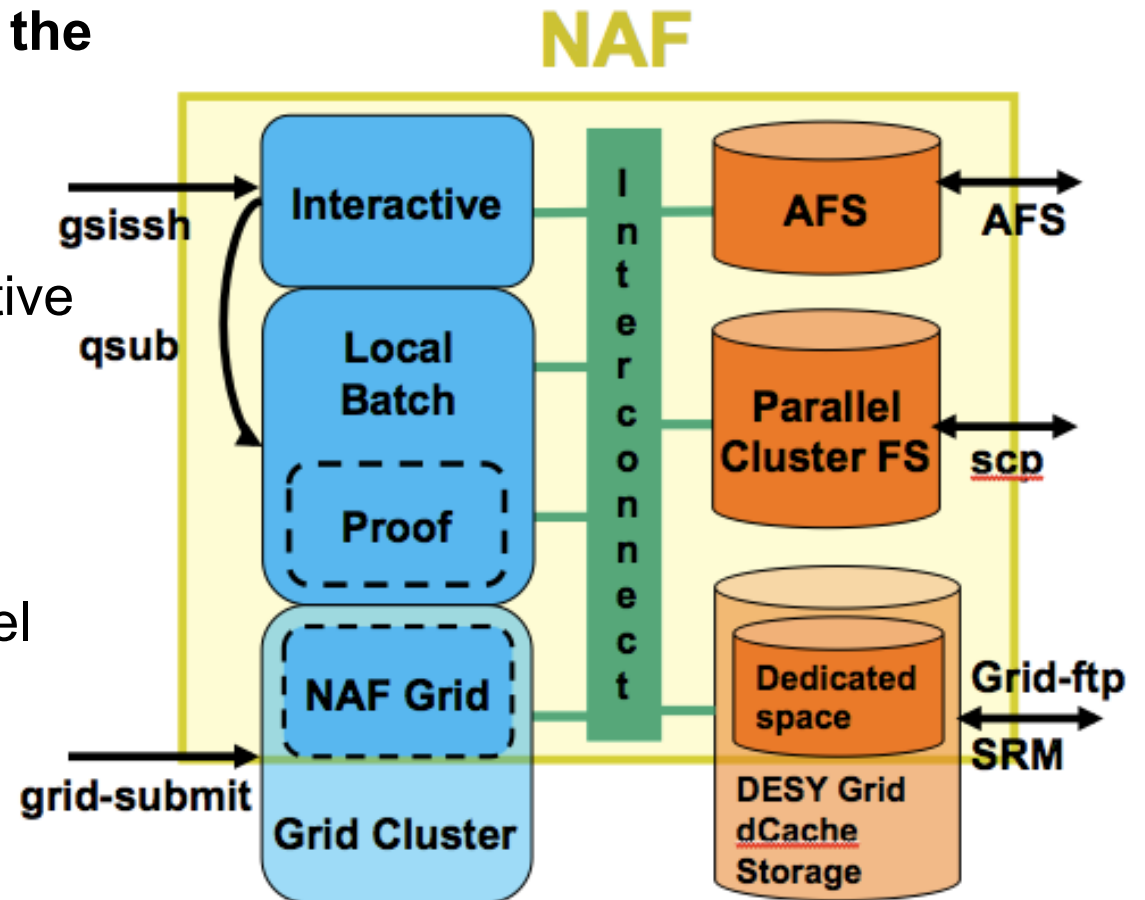 the
NAF
gsissh
Interactive
AFS
AFS
tive
qsub
Local
Batch
Proof
Interconnect
Parallel
Cluster FS
scp
el
NAF Grid
Dedicated
space
Grid-ftp
SRM
grid-submit
Grid Cluster
DESY Grid
dCache
Storage